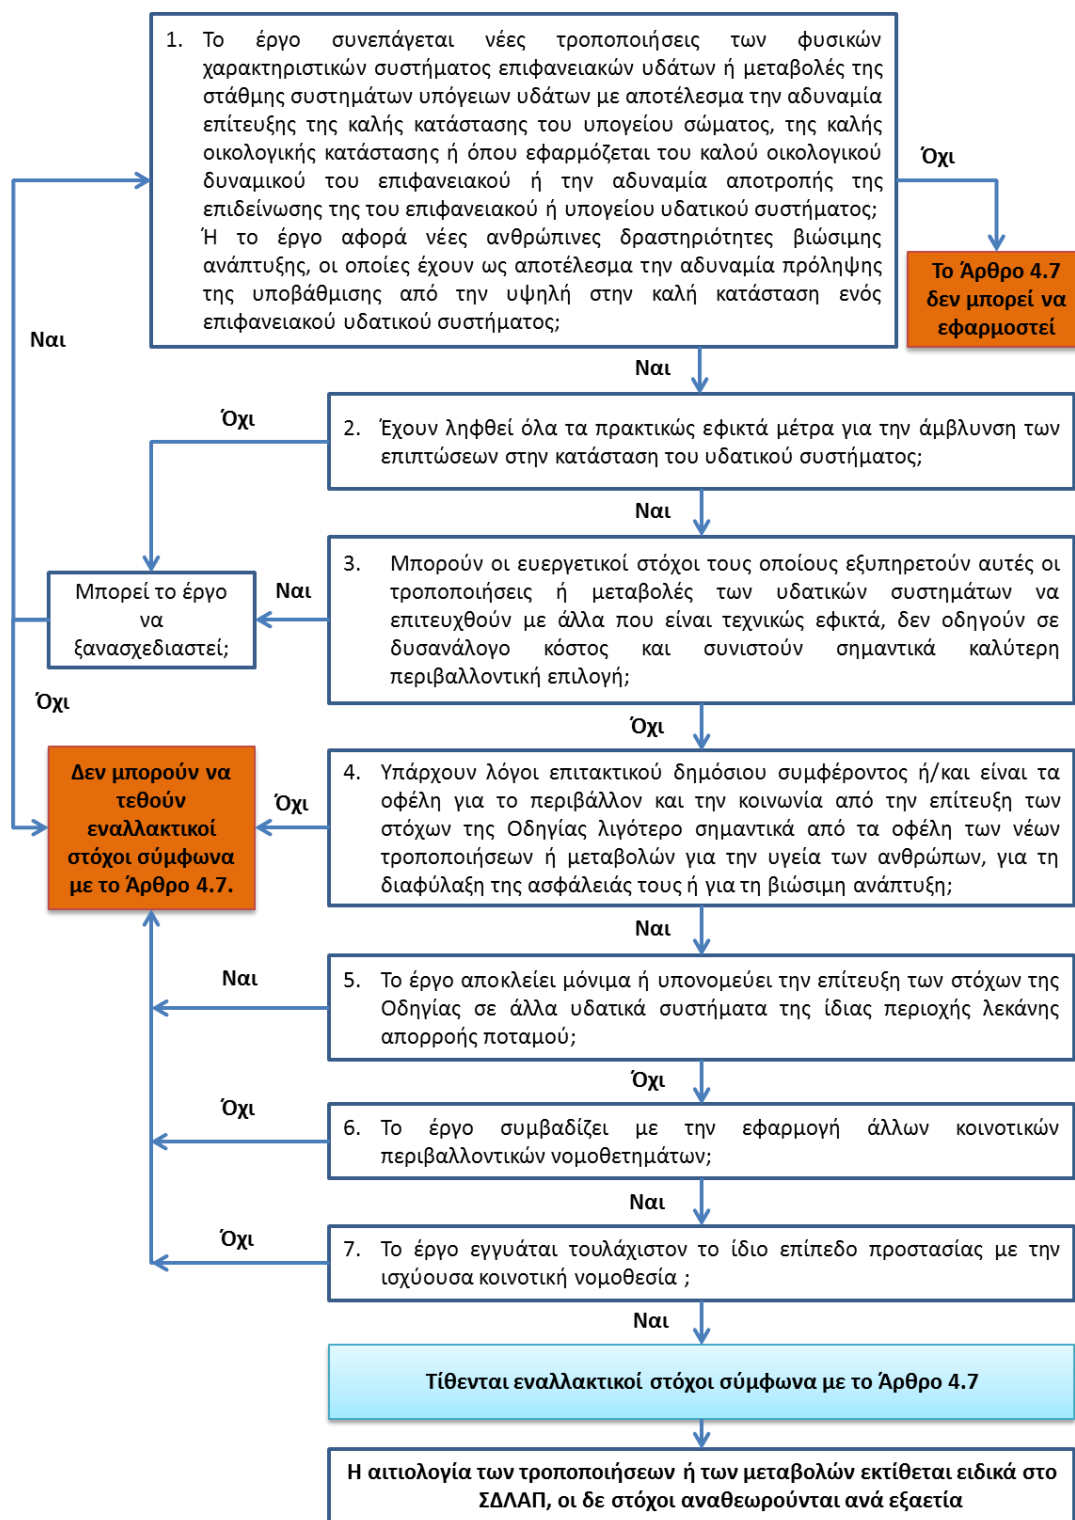 1. Το έργο συνεπάγεται νέες τροποποιήσεις των φυσικών
χαρακτηριστικών συστήματος επιφανειακών υδάτων ή μεταβολές της
στάθμης συστημάτων υπόγειων υδάτων με αποτέλεσμα την αδυναμία
επίτευξης της καλής κατάστασης του υπογείου σώματος, της καλής
οικολογικής κατάστασης ή όπου εφαρμόζεται του καλού οικολογικού
δυναμικού του επιφανειακού ή την αδυναμία αποτροπής της
επιδείνωσης της του επιφανειακού ή υπογείου υδατικού συστήματος;
Ή το έργο αφορά νέες ανθρώπινες δραστηριότητες βιώσιμης
ανάπτυξης, οι οποίες έχουν ως αποτέλεσμα την αδυναμία πρόληψης
της υποβάθμισης από την υψηλή στην καλή κατάσταση ενός
επιφανειακού υδατικού συστήματος;
Όχι
Το Άρθρο 4.7
δεν μπορεί να
εφαρμοστεί
Ναι
Ναι
Όχι
2. Έχουν ληφθεί όλα τα πρακτικώς εφικτά μέτρα για την άμβλυνση των
επιπτώσεων στην κατάσταση του υδατικού συστήματος;
Ναι
3. Μπορούν οι ευεργετικοί στόχοι τους οποίους εξυπηρετούν αυτές οι
τροποποιήσεις ή μεταβολές των υδατικών συστημάτων να
επιτευχθούν με άλλα που είναι τεχνικώς εφικτά, δεν οδηγούν σε
δυσανάλογο κόστος και συνιστούν σημαντικά καλύτερη
περιβαλλοντική επιλογή;
Ναι
Μπορεί το έργο
να
ξανασχεδιαστεί;
Όχι
Όχι
Δεν μπορούν να
τεθούν
εναλλακτικοί
στόχοι σύμφωνα
με το Άρθρο 4.7.
Όχι
4. Υπάρχουν λόγοι επιτακτικού δημόσιου συμφέροντος ή/και είναι τα
οφέλη για το περιβάλλον και την κοινωνία από την επίτευξη των
στόχων της Οδηγίας λιγότερο σημαντικά από τα οφέλη των νέων
τροποποιήσεων ή μεταβολών για την υγεία των ανθρώπων, για τη
διαφύλαξη της ασφάλειάς τους ή για τη βιώσιμη ανάπτυξη;
Ναι
Ναι
5. Το έργο αποκλείει μόνιμα ή υπονομεύει την επίτευξη των στόχων της
Οδηγίας σε άλλα υδατικά συστήματα της ίδιας περιοχής λεκάνης
απορροής ποταμού;
Όχι
Όχι
6. Το έργο συμβαδίζει με την εφαρμογή άλλων κοινοτικών
περιβαλλοντικών νομοθετημάτων;
Ναι
Όχι
7. Το έργο εγγυάται τουλάχιστον το ίδιο επίπεδο προστασίας με την
ισχύουσα κοινοτική νομοθεσία ;
Ναι
Τίθενται εναλλακτικοί στόχοι σύμφωνα με το Άρθρο 4.7
Η αιτιολογία των τροποποιήσεων ή των μεταβολών εκτίθεται ειδικά στο
ΣΔΛΑΠ, οι δε στόχοι αναθεωρούνται ανά εξαετία